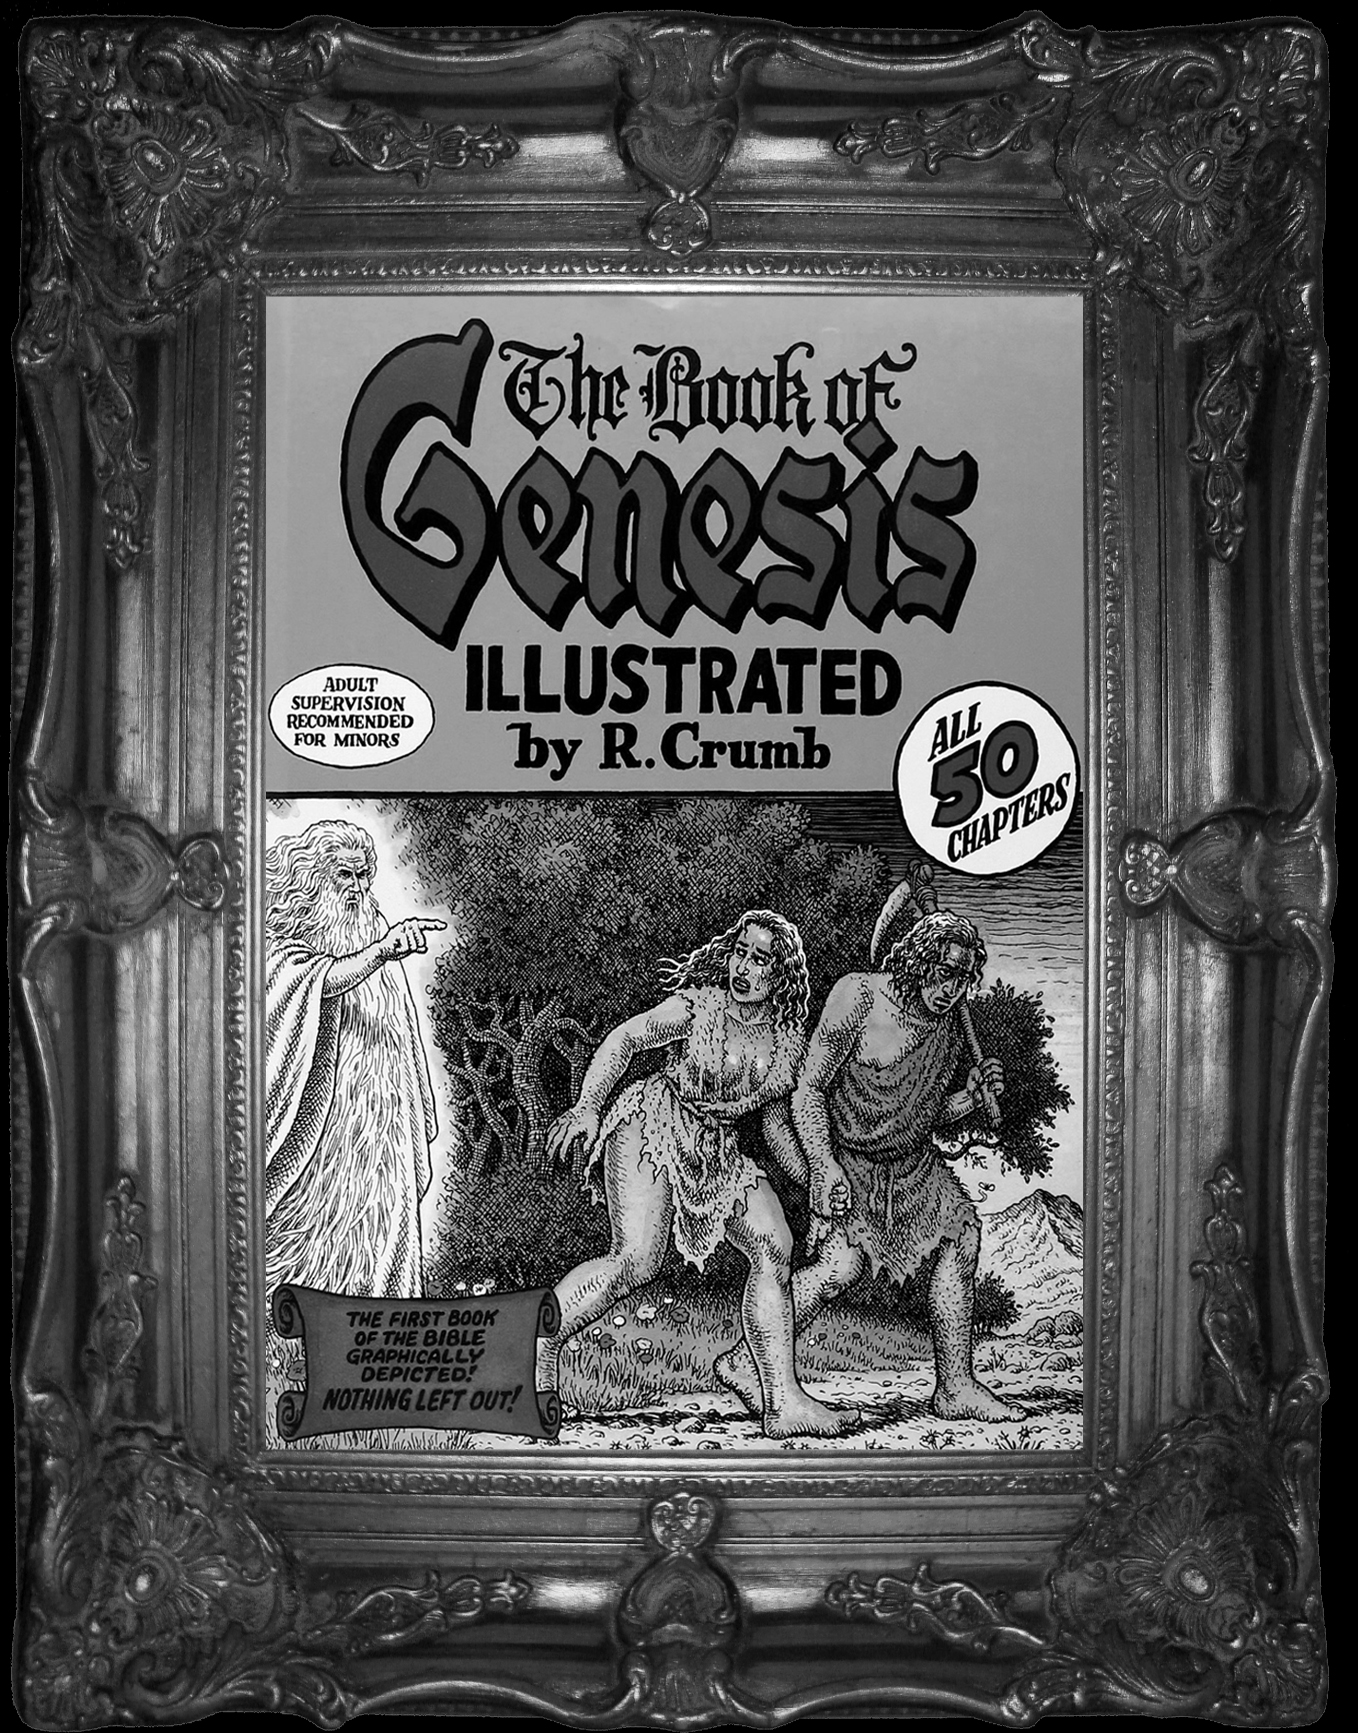 The Book of
Genesis
ILLUSTRATED
by R. Crumb
ADULT
SUPERVISION
RECOMMENDED
FOR MINORS
ALL
50
CHAPTERS
THE FIRST BOOK
OF THE BIBLE
GRAPHICALLY
DEPICTED!
NOTHING LEFT OUT!